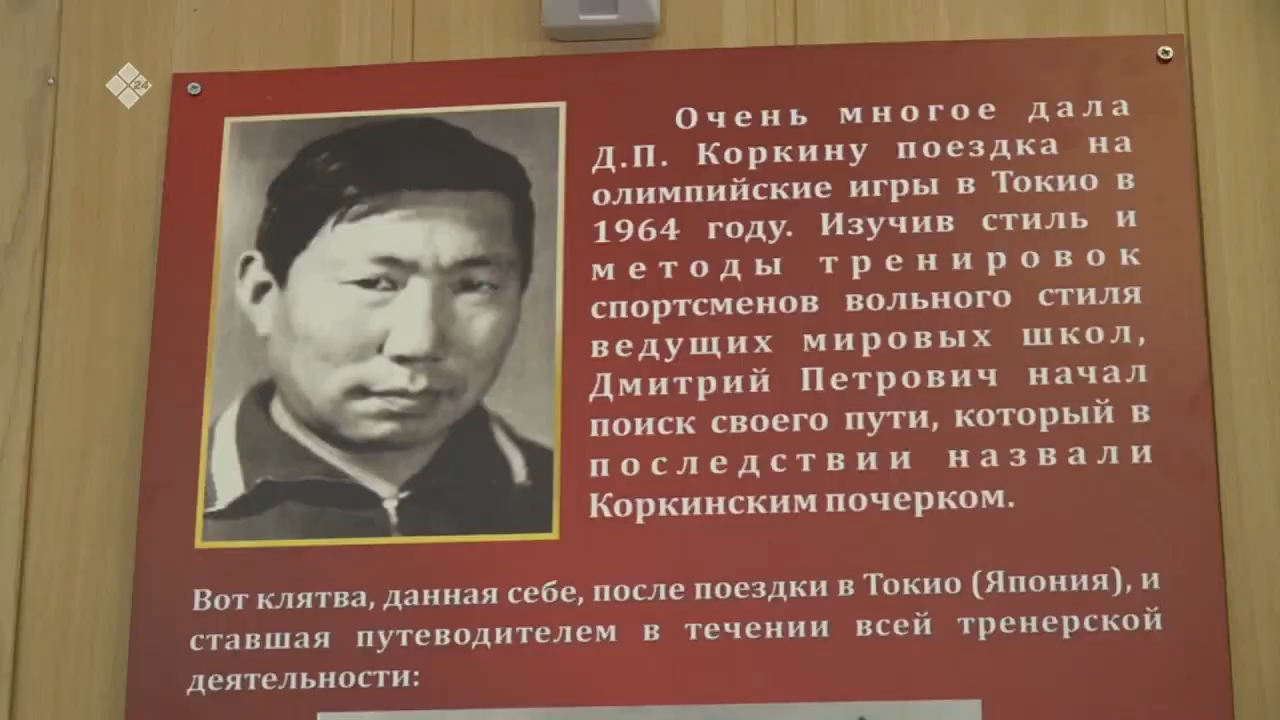 24
Очень многое дала
Д.П. Коркину поездка на
олимпийские игры в Токио в
1964 году. Изучив стиль и
методы тренировок
спортсменов вольного стиля
ведущих мировых школ,
Дмитрий Петрович начал
поиск своего пути, который в
последствии назвали
Коркинским почерком.
Вот клятва, данная себе, после поездки в Токио (Япония), и
ставшая путеводителем в течении всей тренерской
деятельности: